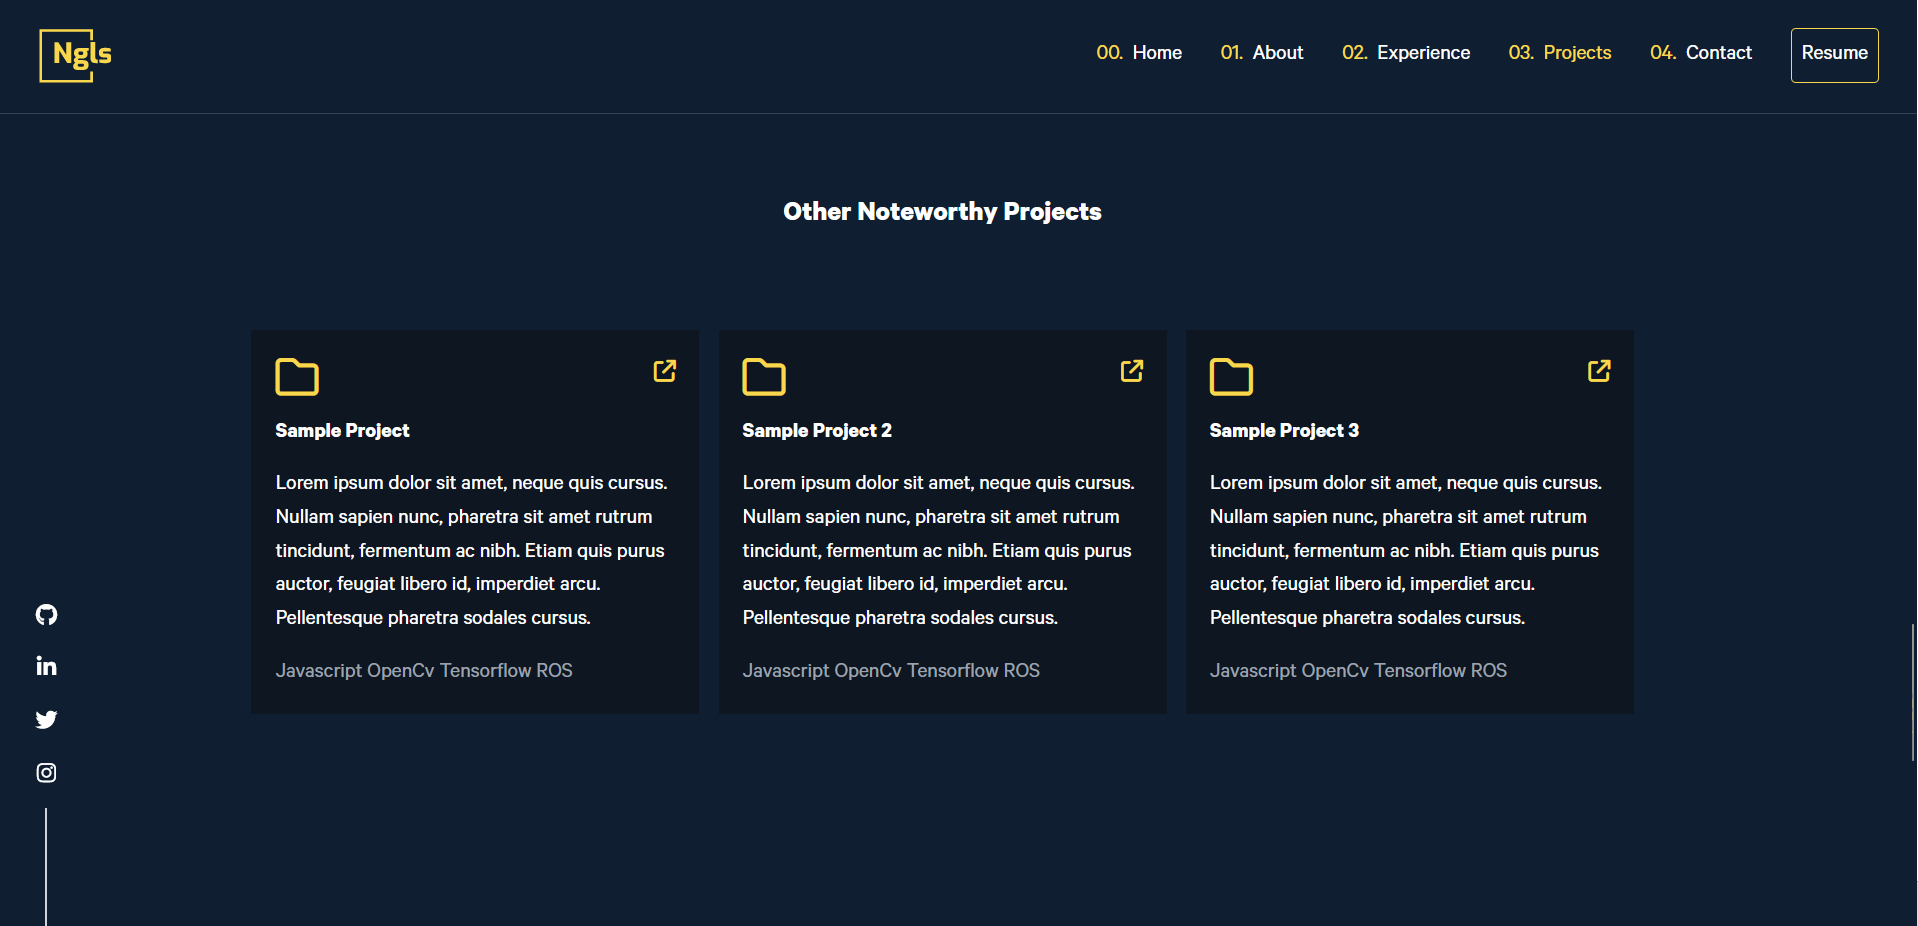 Ngls
00. Home 01. About 02. Experience 03. Projects 04. Contact Resume
Other Noteworthy Projects
Sample Project
Lorem ipsum dolor sit amet, neque quis cursus.
Nullam sapien nunc, pharetra sit amet rutrum
tincidunt, fermentum ac nibh. Etiam quis purus
auctor, feugiat libero id, imperdiet arcu.
Pellentesque pharetra sodales cursus.
Javascript OpenCv Tensorflow ROS
Sample Project 2
Lorem ipsum dolor sit amet, neque quis cursus.
Nullam sapien nunc, pharetra sit amet rutrum
tincidunt, fermentum ac nibh. Etiam quis purus
auctor, feugiat libero id, imperdiet arcu.
Pellentesque pharetra sodales cursus.
Javascript OpenCv Tensorflow ROS
Sample Project 3
Lorem ipsum dolor sit amet, neque quis cursus.
Nullam sapien nunc, pharetra sit amet rutrum
tincidunt, fermentum ac nibh. Etiam quis purus
auctor, feugiat libero id, imperdiet arcu.
Pellentesque pharetra sodales cursus.
Javascript OpenCv Tensorflow ROS
in